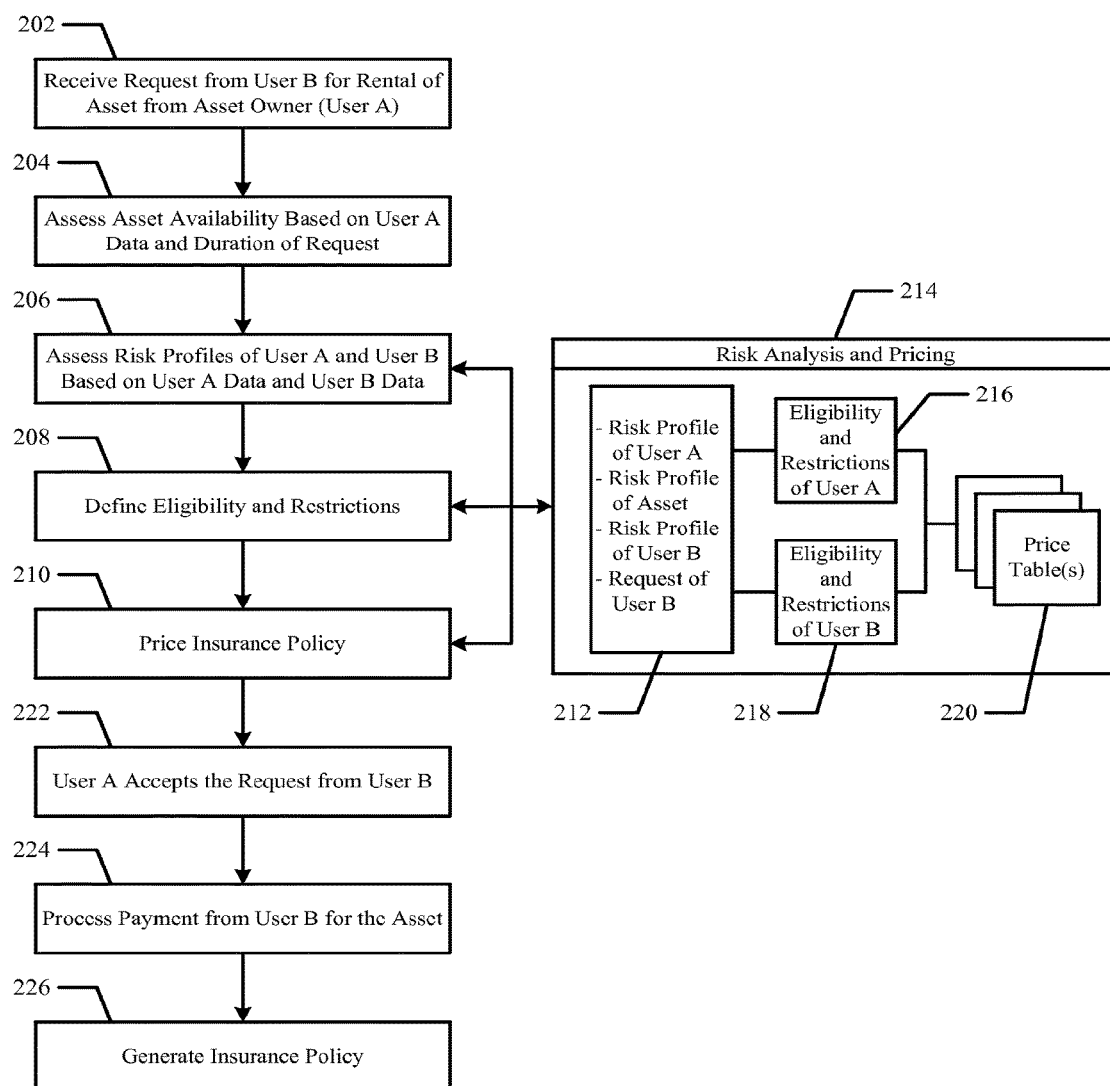 202
Receive Request from User B for Rental of
Asset from Asset Owner (User A)
204
Assess Asset Availability Based on User A
Data and Duration of Request
206
Assess Risk Profiles of User A and User B
Based on User A Data and User B Data
208
Define Eligibility and Restrictions
210
Price Insurance Policy
222
User A Accepts the Request from User B
224
Process Payment from User B for the Asset
226
Generate Insurance Policy
214
Risk Analysis and Pricing
- Risk Profile
of User A
- Risk Profile
of Asset
- Risk Profile
of User B
- Request of
User B
216
Eligibility
and
Restrictions
of User A
Eligibility
and
Restrictions
of User B
Price
Table(s)
212
218
220